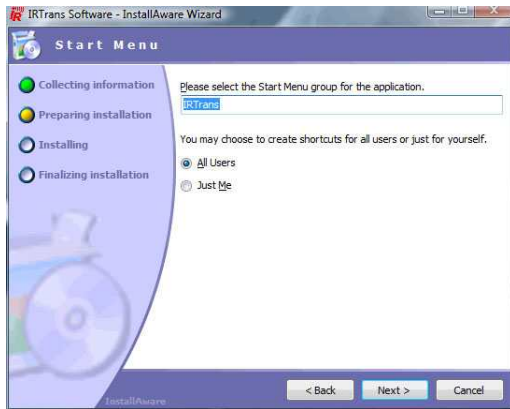 IRTrans Software - InstallAware Wizard
Start Menu
Collecting information
Preparing installation
Installing
Finalizing installation
Please select the Start Menu group for the application.
IRTrans
You may choose to create shortcuts for all users or just for yourself.
All Users
Just Me
InstallAware
< Back
Next >
Cancel